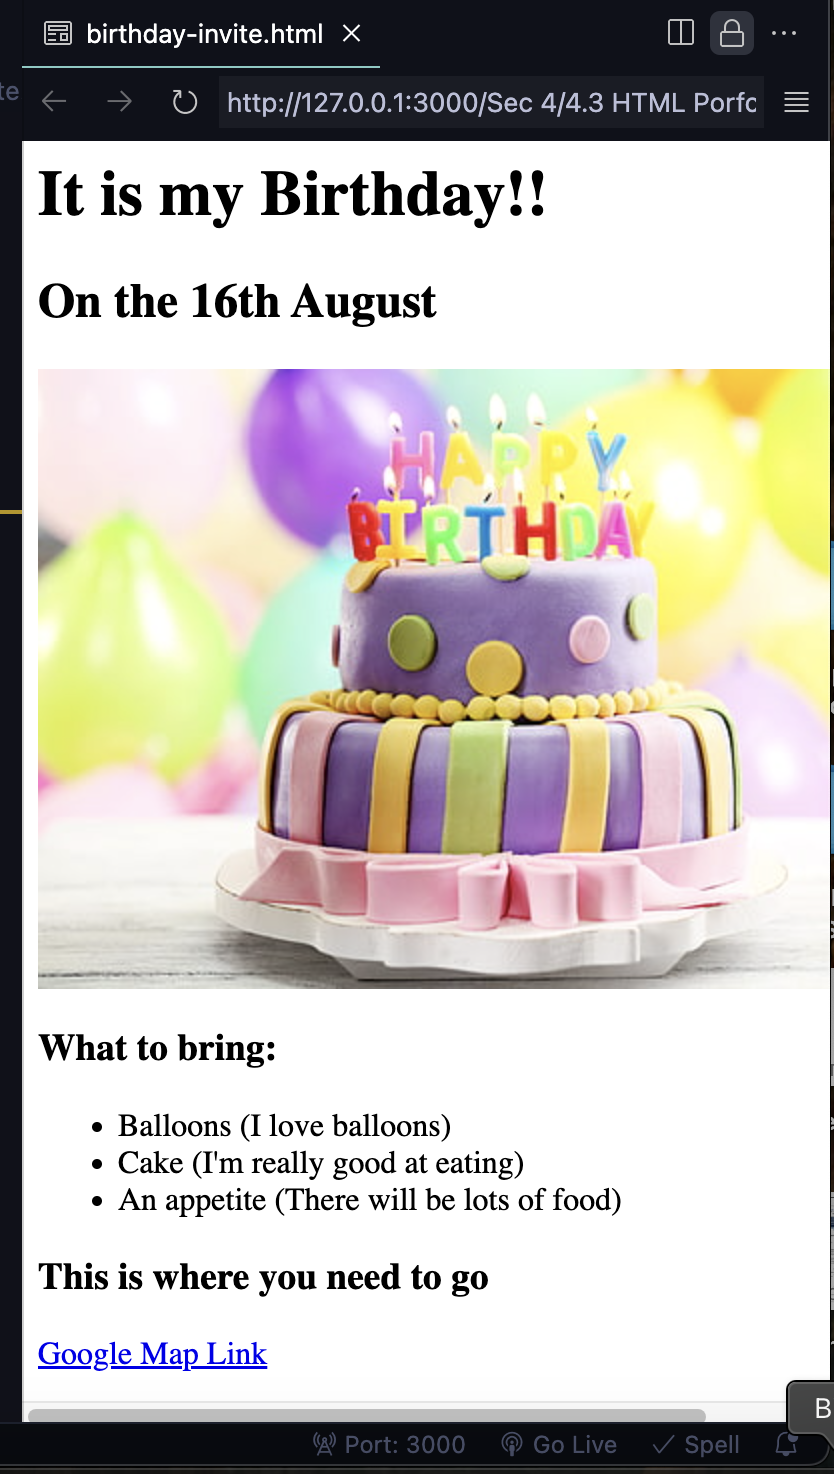 birthday-invite.html
te
http://127.0.0.1:3000/Sec 4/4.3 HTML Porfo
It is my Birthday!!
On the 16th August
HAPPY
BIRTHDAY
What to bring:
Balloons (I love balloons)
Cake (I'm really good at eating)
An appetite (There will be lots of food)
This is where you need to go
Google Map Link
B
Port: 3000 Go Live Spell